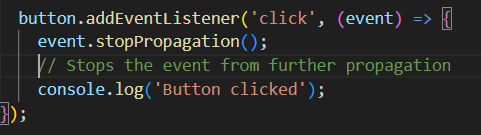 button.addEventListener('click', (event) => {
event.stopPropagation();
// Stops the event from further propagation
console.log('Button clicked');
});